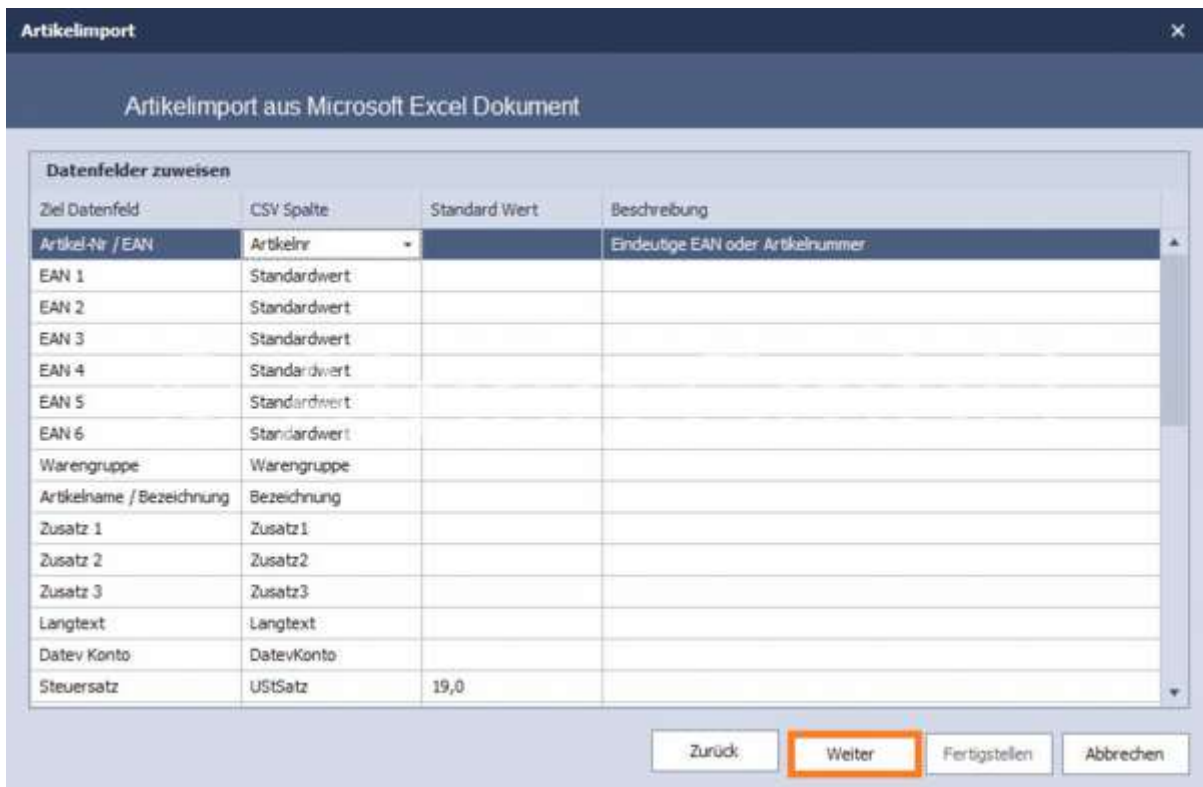 Artikelimport
Artikelimport aus Microsoft Excel Dokument
Datenfelder zuweisen
Ziel Datenfeld CSV Spalte Standard Wert Beschreibung
Artikel-Nr / EAN Artikelnr Eindeutige EAN oder Artikelnummer
EAN 1 Standardwert
EAN 2 Standardwert
EAN 3 Standardwert
EAN 4 Standardwert
EAN 5 Standardwert
EAN 6 Standardwert
Warengruppe Warengruppe
Artikelname / Bezeichnung Bezeichnung
Zusatz 1 Zusatz1
Zusatz 2 Zusatz2
Zusatz 3 Zusatz3
Langtext Langtext
Datev Konto DatevKonto
Steuersatz UStSatz 19,0
Zurück Weiter Fertigstellen Abbrechen